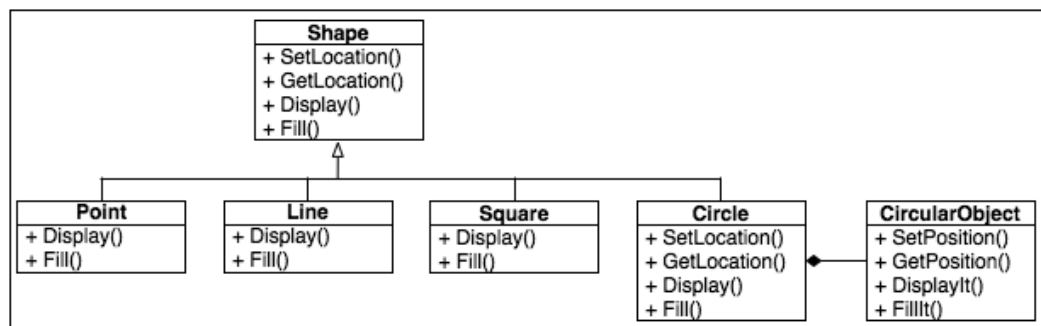 Shape
+ SetLocation()
+ GetLocation()
+ Display()
+ Fill()
Point
+ Display()
+ Fill()
Line
+ Display()
+ Fill()
Square
+ Display()
+ Fill()
Circle
+ SetLocation()
+ GetLocation()
+ Display()
+ Fill()
CircularObject
+ SetPosition()
+ GetPosition()
+ DisplayIt()
+ FillIt()